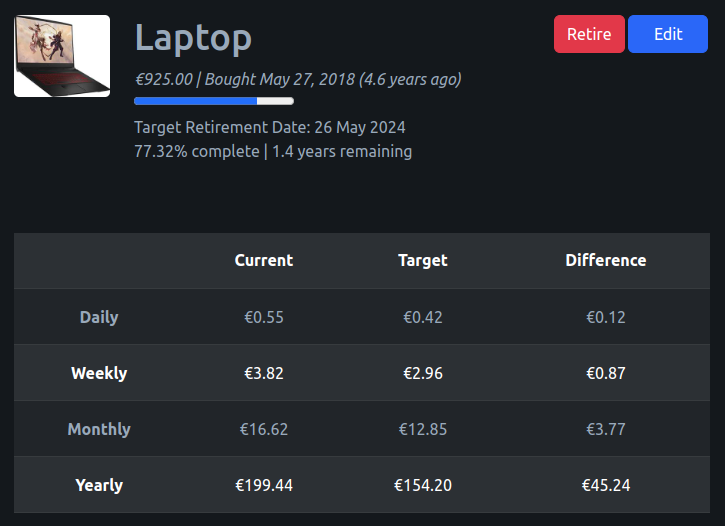 Laptop
Retire
Edit
€925.00 | Bought May 27, 2018 (4.6 years ago)
Target Retirement Date: 26 May 2024
77.32% complete | 1.4 years remaining
Current Target Difference
Daily €0.55 €0.42 €0.12
Weekly €3.82 €2.96 €0.87
Monthly €16.62 €12.85 €3.77
Yearly €199.44 €154.20 €45.24